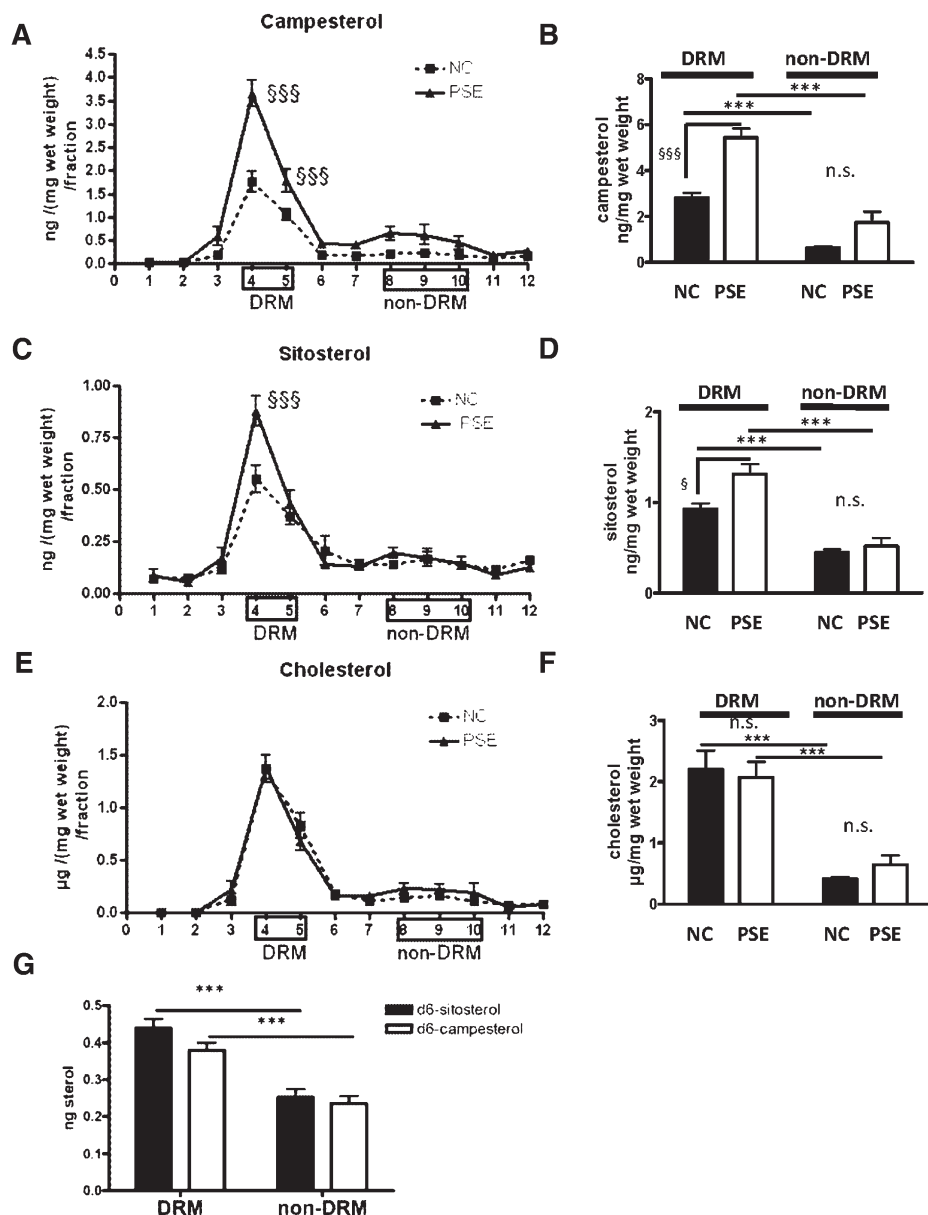 A
Campesterol
ng /(mg wet weight)
/fraction
4.5
4.0
3.5
3.0
2.5
2.0
1.5
1.0
0.5
0.0
§§§
§§§
NC
PSE
0 1 2 3 4 5 6 7 8 9 10 11 12
DRM non-DRM
B
DRM non-DRM
campesterol
ng/mg wet weight
8
6
4
2
0
***
***
§§§
n.s.
NC PSE NC PSE
C
Sitosterol
ng /(mg wet weight)
/fraction
1.00
0.75
0.50
0.25
0.00
§§§
NC
PSE
0 1 2 3 4 5 6 7 8 9 10 11 12
DRM non-DRM
D
DRM non-DRM
sitosterol
ng/mg wet weight
2
1
0
***
***
§
n.s.
NC PSE NC PSE
E
Cholesterol
µg /(mg wet weight)
/fraction
2.0
1.5
1.0
0.5
0.0
NC
PSE
0 1 2 3 4 5 6 7 8 9 10 11 12
DRM non-DRM
F
DRM non-DRM
cholesterol
µg/mg wet weight
3
2
1
0
n.s.
***
***
n.s.
NC PSE NC PSE
G
ng sterol
0.5
0.4
0.3
0.2
0.1
0.0
***
***
d6-sitosterol
d6-campesterol
DRM non-DRM